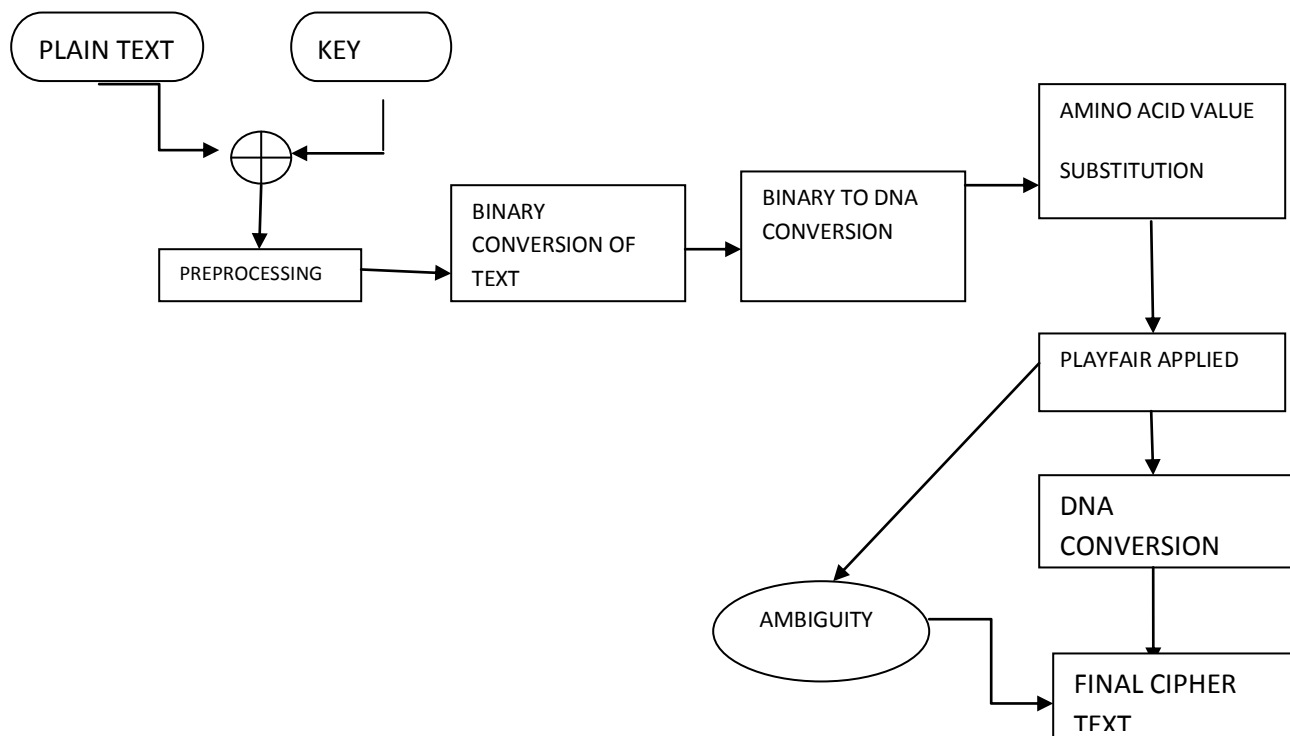 PLAIN TEXT
KEY
PREPROCESSING
BINARY
CONVERSION OF
TEXT
BINARY TO DNA
CONVERSION
AMINO ACID VALUE
SUBSTITUTION
PLAYFAIR APPLIED
DNA
CONVERSION
AMBIGUITY
FINAL CIPHER
TEXT